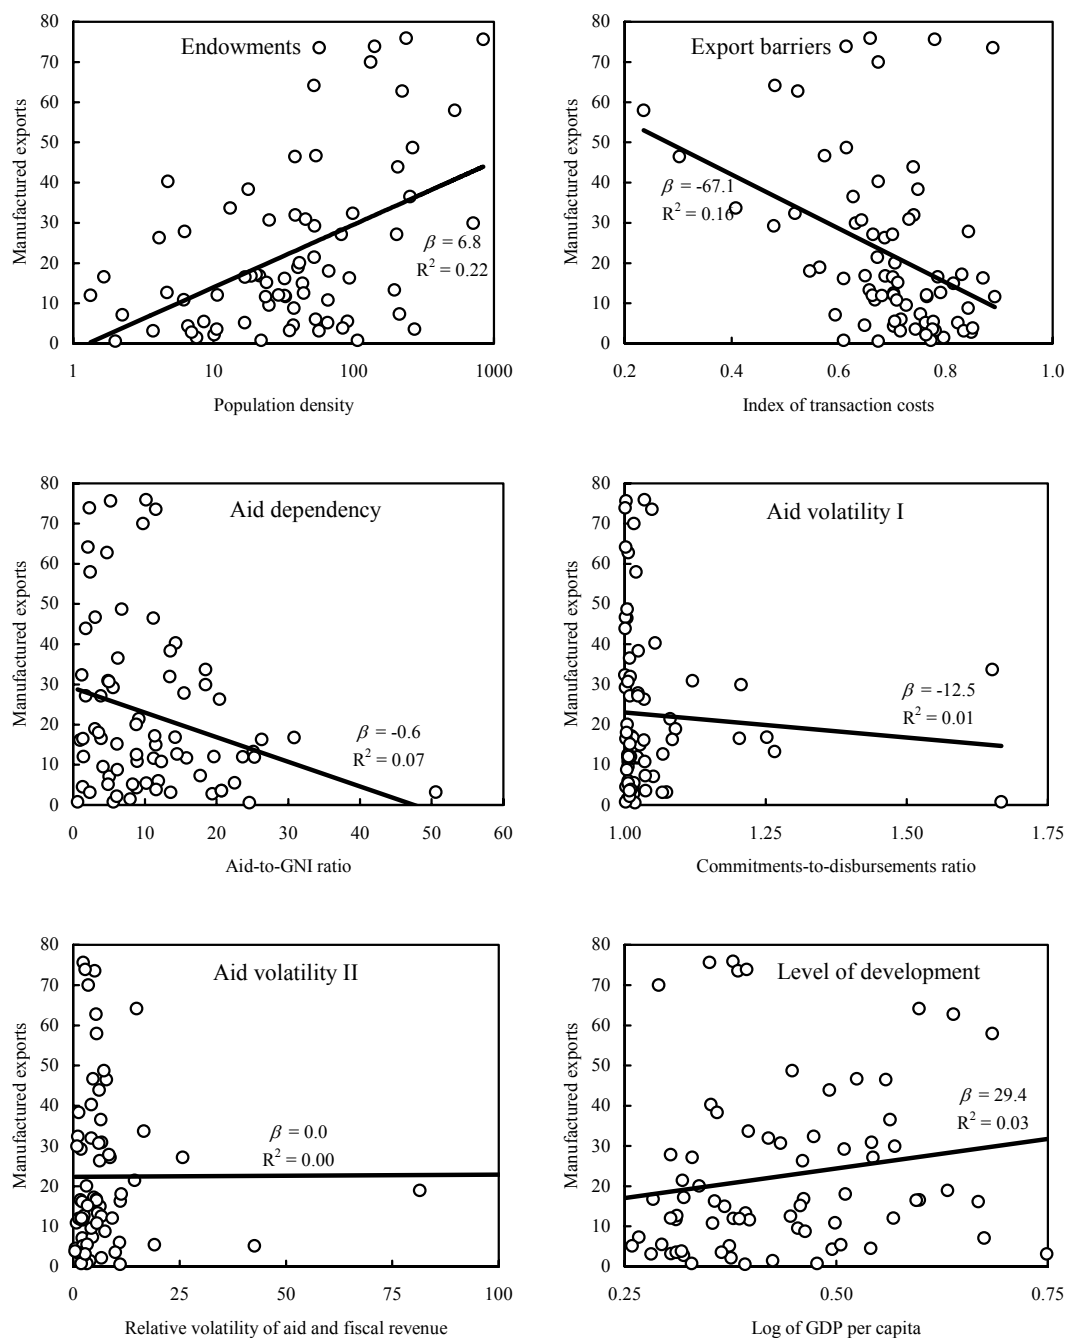 Endowments
Manufactured exports
80
70
60
50
40
30
20
10
0
β = 6.8
R² = 0.22
1 10 100 1000
Population density
Export barriers
Manufactured exports
80
70
60
50
40
30
20
10
0
β = -67.1
R² = 0.16
0.2 0.4 0.6 0.8 1.0
Index of transaction costs
Aid dependency
Manufactured exports
80
70
60
50
40
30
20
10
0
β = -0.6
R² = 0.07
0 10 20 30 40 50 60
Aid-to-GNI ratio
Aid volatility I
Manufactured exports
80
70
60
50
40
30
20
10
0
β = -12.5
R² = 0.01
1.00 1.25 1.50 1.75
Commitments-to-disbursements ratio
Aid volatility II
Manufactured exports
80
70
60
50
40
30
20
10
0
β = 0.0
R² = 0.00
0 25 50 75 100
Relative volatility of aid and fiscal revenue
Level of development
Manufactured exports
80
70
60
50
40
30
20
10
0
β = 29.4
R² = 0.03
0.25 0.50 0.75
Log of GDP per capita